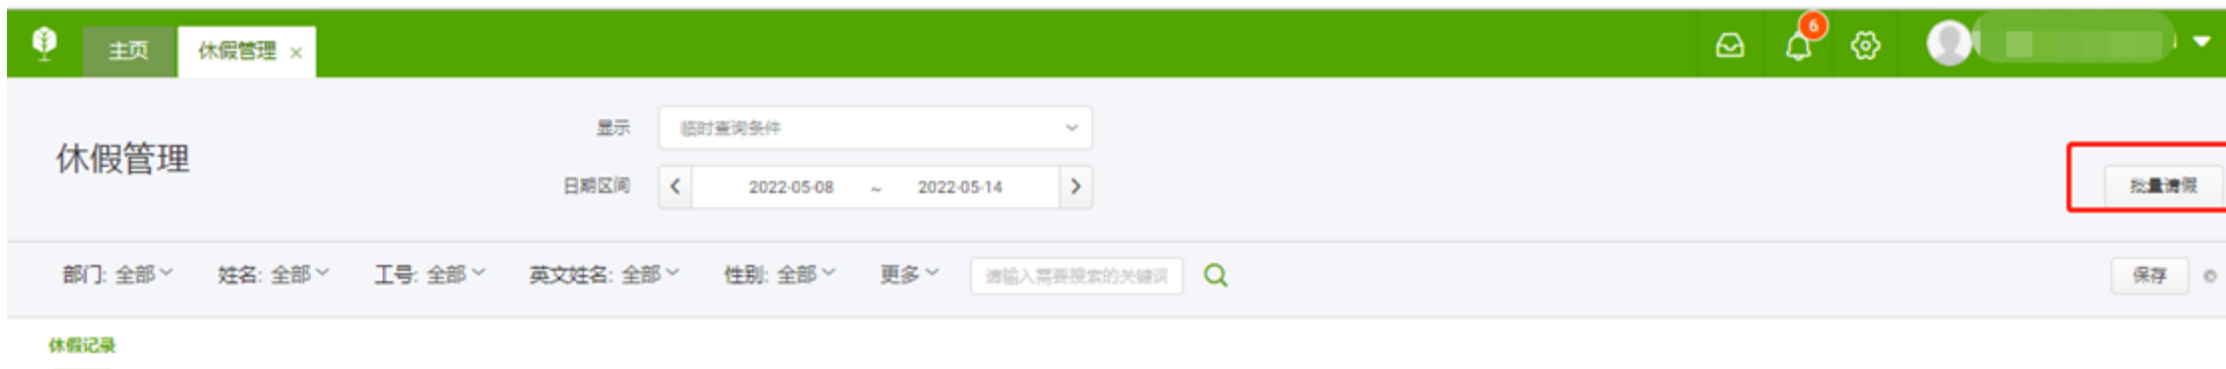 主页 休假管理 × 6
显示 临时查询条件
休假管理
日期区间 < 2022-05-08 ~ 2022-05-14 >
批量请假
部门: 全部 姓名: 全部 工号: 全部 英文姓名: 全部 性别: 全部 更多 请输入需要搜索的关键词 保存
休假记录